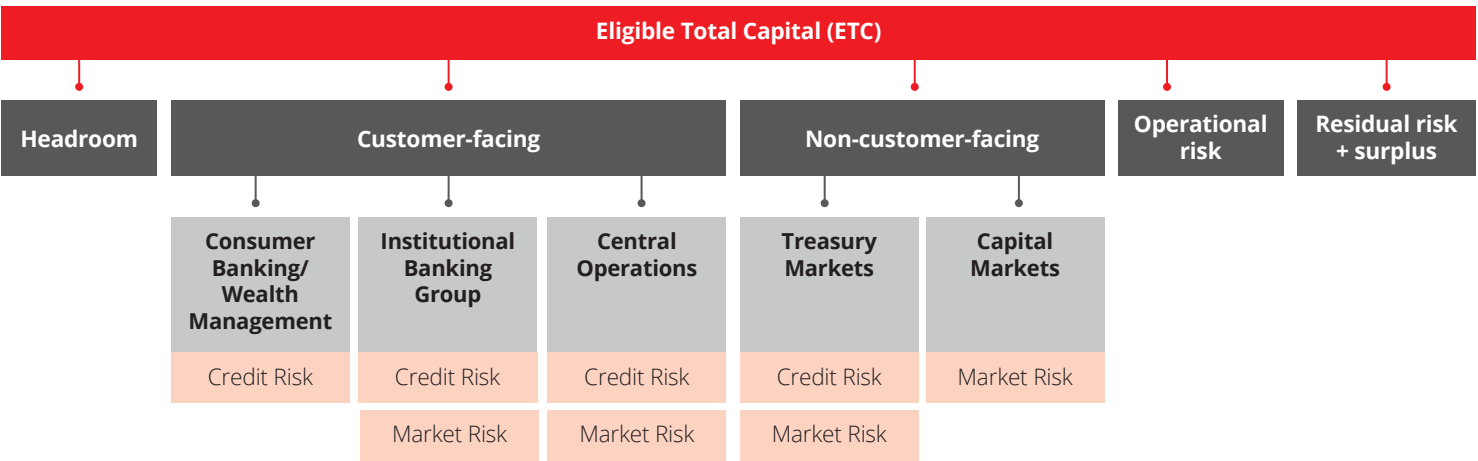 Eligible Total Capital (ETC)
Headroom
Customer-facing
Non-customer-facing
Operational
risk
Residual risk
+ surplus
Consumer
Banking/
Wealth
Management
Institutional
Banking
Group
Central
Operations
Treasury
Markets
Capital
Markets
Credit Risk
Credit Risk
Credit Risk
Credit Risk
Market Risk
Market Risk
Market Risk
Market Risk